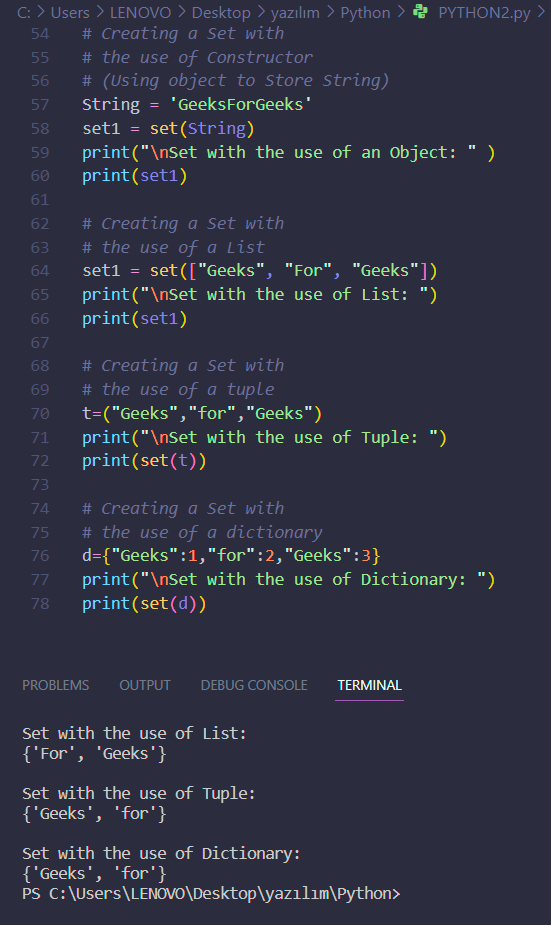 C: > Users > LENOVO > Desktop > yazılım > Python > PYTHON2.py >
54 # Creating a Set with
55 # the use of Constructor
56 # (Using object to Store String)
57 String = 'GeeksForGeeks'
58 set1 = set(String)
59 print("\nSet with the use of an Object: " )
60 print(set1)
61
62 # Creating a Set with
63 # the use of a List
64 set1 = set(["Geeks", "For", "Geeks"])
65 print("\nSet with the use of List: ")
66 print(set1)
67
68 # Creating a Set with
69 # the use of a tuple
70 t=("Geeks","for","Geeks")
71 print("\nSet with the use of Tuple: ")
72 print(set(t))
73
74 # Creating a Set with
75 # the use of a dictionary
76 d={"Geeks":1,"for":2,"Geeks":3}
77 print("\nSet with the use of Dictionary: ")
78 print(set(d))
PROBLEMS OUTPUT DEBUG CONSOLE TERMINAL
Set with the use of List:
{'For', 'Geeks'}
Set with the use of Tuple:
{'Geeks', 'for'}
Set with the use of Dictionary:
{'Geeks', 'for'}
PS C:\Users\LENOVO\Desktop\yazılım\Python>